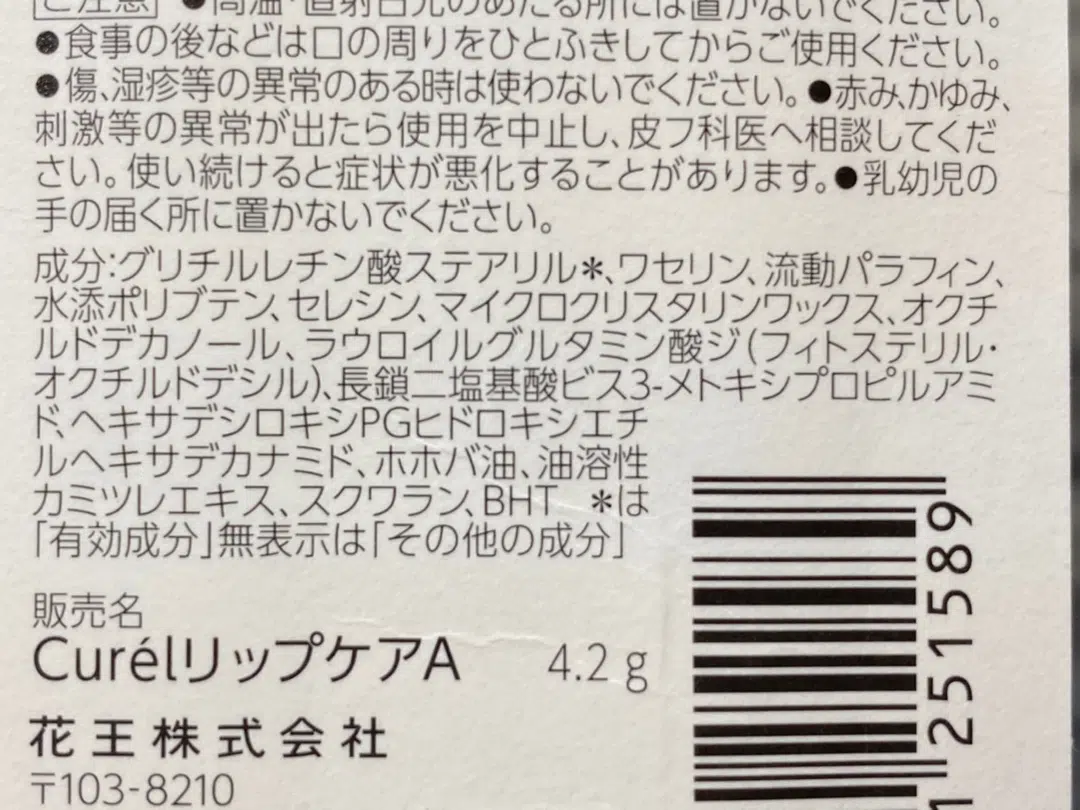 ご注意 ●高温・直射日光のあたる所には置かないでください。
●食事の後などは口の周りをひとふきしてからご使用ください。
●傷、湿疹等の異常のある時は使わないでください。●赤み、かゆみ、
刺激等の異常が出たら使用を中止し、皮フ科医へ相談してくだ
さい。使い続けると症状が悪化することがあります。●乳幼児の
手の届く所に置かないでください。
成分:グリチルレチン酸ステアリル*、ワセリン、流動パラフィン、
水添ポリブテン、セレシン、マイクロクリスタリンワックス、オクチ
ルドデカノール、ラウロイルグルタミン酸ジ(フィトステリル・
オクチルドデシル)、長鎖二塩基酸ビス3-メトキシプロピルアミ
ド、ヘキサデシロキシPGヒドロキシエチ
ルヘキサデカナミド、ホホバ油、油溶性
カミツレエキス、スクワラン、BHT *は
「有効成分」無表示は「その他の成分」
販売名
CurélリップケアA 4.2 g
花王株式会社
〒103-8210
251589